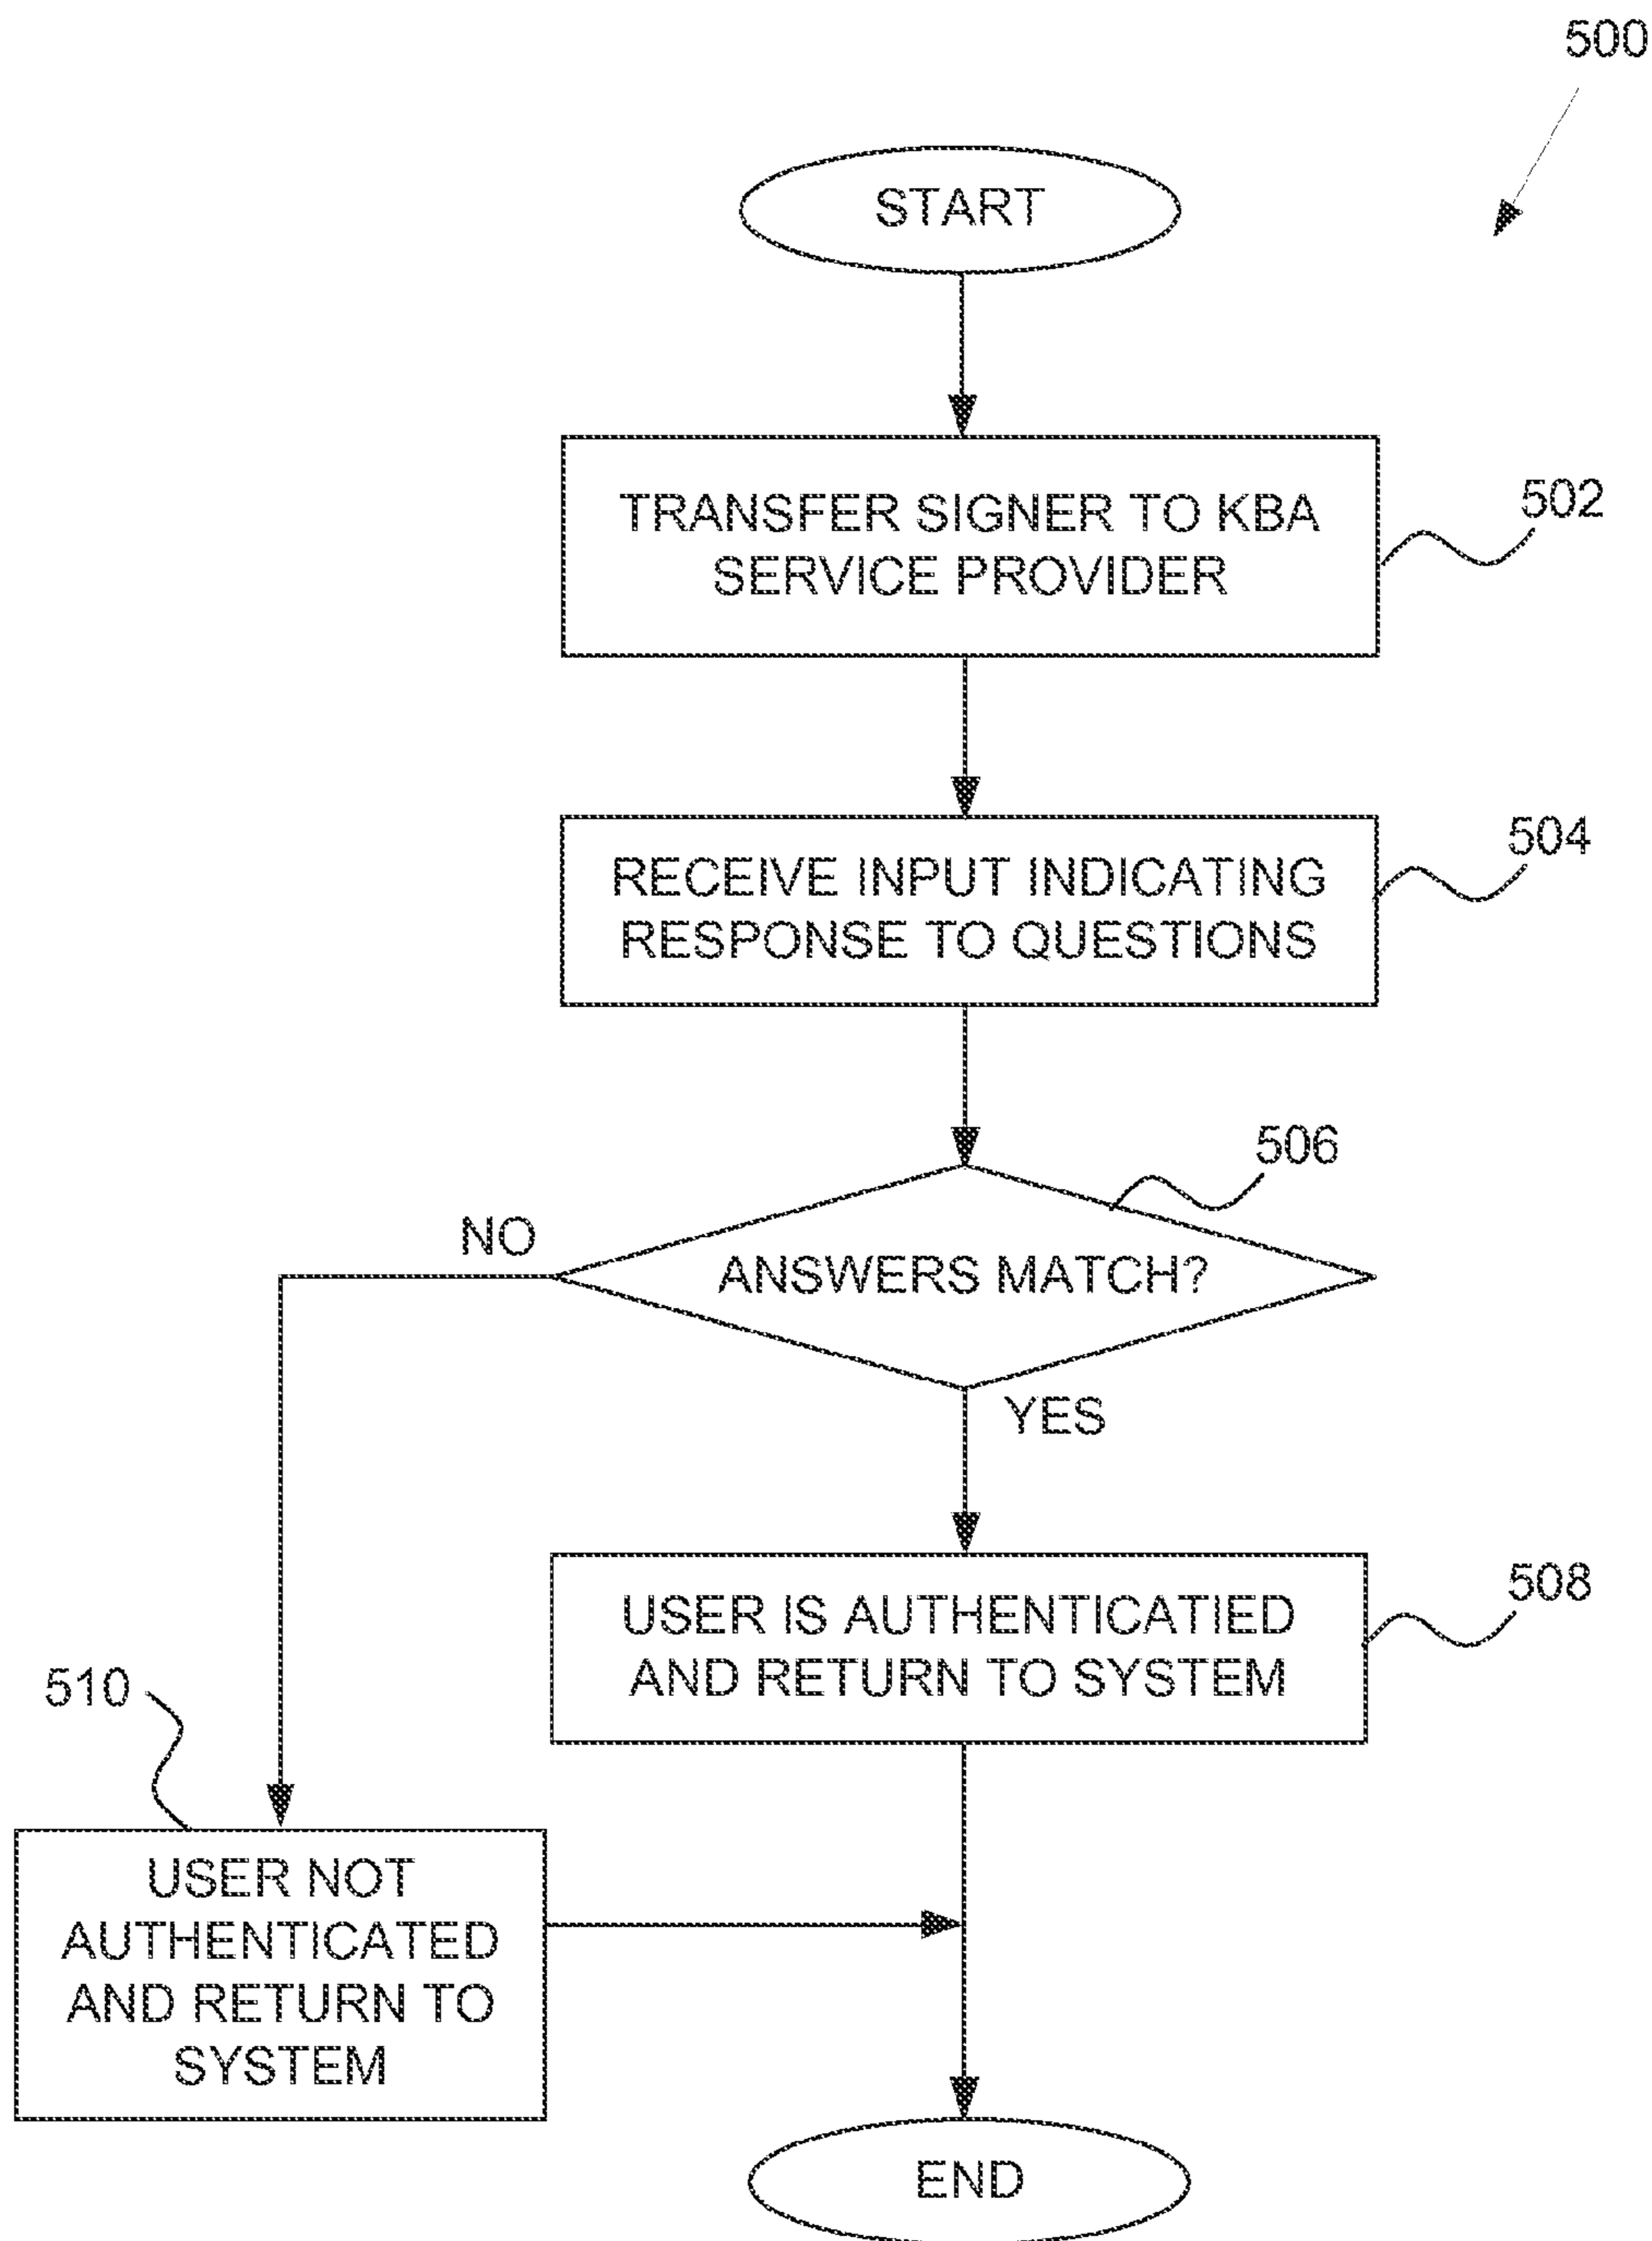 500
START
TRANSFER SIGNER TO KBA
SERVICE PROVIDER
502
RECEIVE INPUT INDICATING
RESPONSE TO QUESTIONS
504
506
NO
ANSWERS MATCH?
YES
USER IS AUTHENTICATIED
AND RETURN TO SYSTEM
508
510
USER NOT
AUTHENTICATED
AND RETURN TO
SYSTEM
END